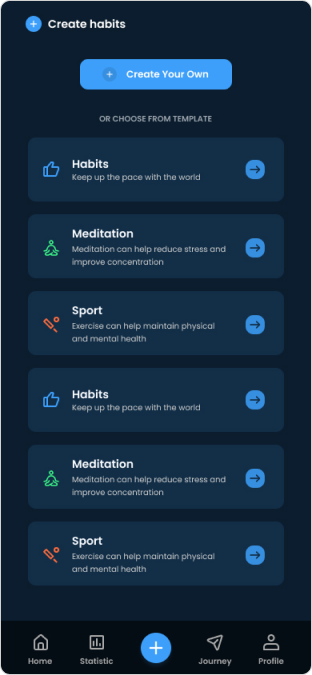 Create habits
Create Your Own
OR CHOOSE FROM TEMPLATE
Habits
Keep up the pace with the world
Meditation
Meditation can help reduce stress and
improve concentration
Sport
Exercise can help maintain physical
and mental health
Habits
Keep up the pace with the world
Meditation
Meditation can help reduce stress and
improve concentration
Sport
Exercise can help maintain physical
and mental health
Home Statistic Journey Profile